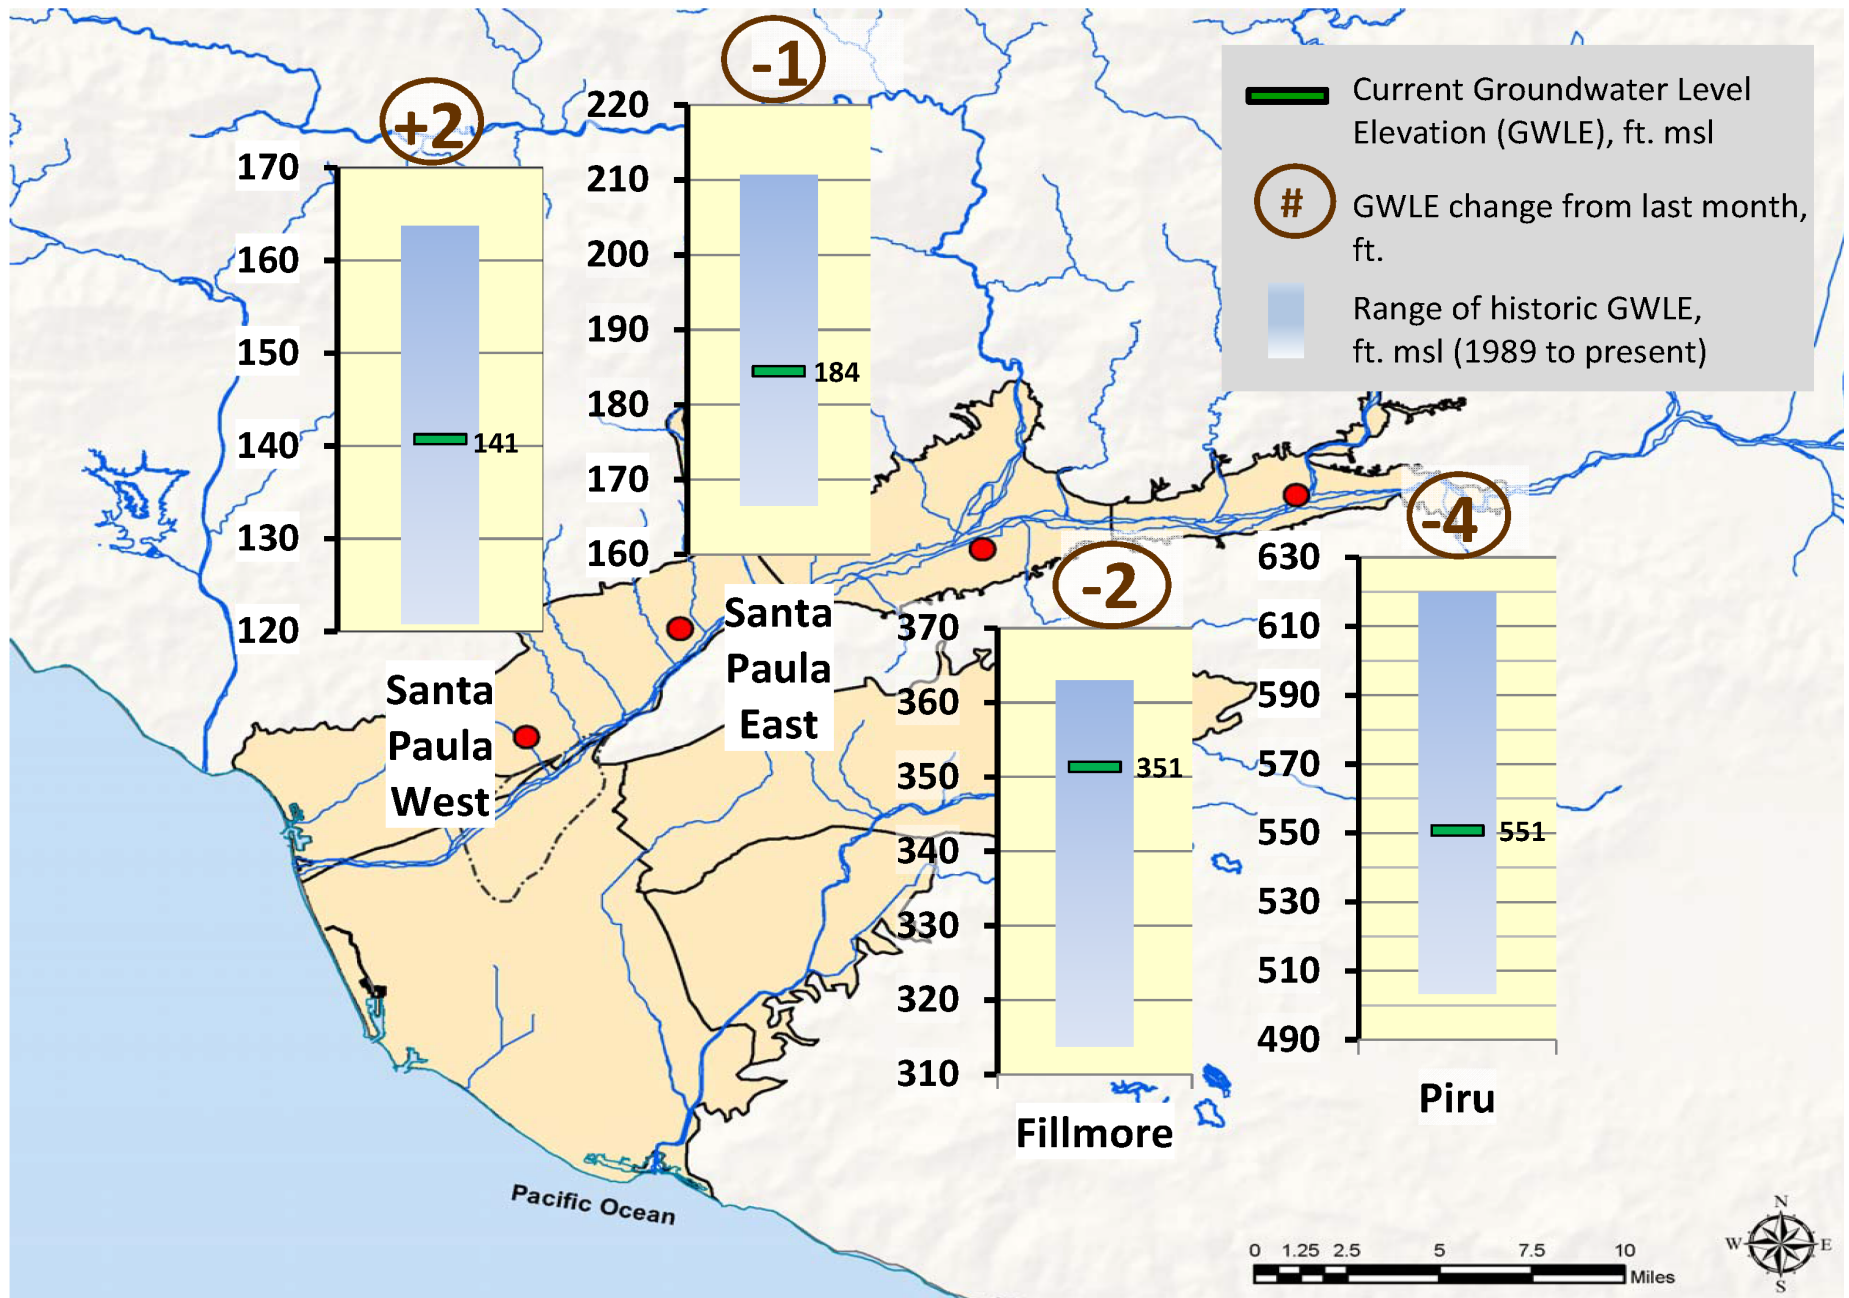 +2
170
160
150
140
130
120
141
Santa
Paula
West
-1
220
210
200
190
180
170
160
184
Santa
Paula
East
-2
370
360
350
340
330
320
310
351
Fillmore
-4
630
610
590
570
550
530
510
490
551
Piru
Current Groundwater Level
Elevation (GWLE), ft. msl
#
GWLE change from last month,
ft.
Range of historic GWLE,
ft. msl (1989 to present)
Pacific Ocean
0 1.25 2.5 5 7.5 10
Miles
N
W E
S